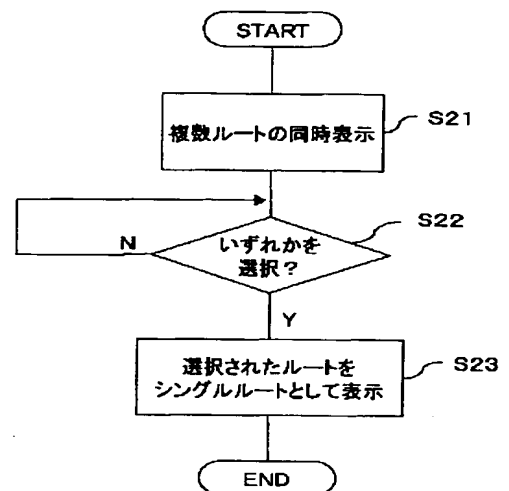 START
複数ルートの同時表示
S21
いずれかを
選択？
S22
N
Y
選択されたルートを
シングルルートとして表示
S23
END